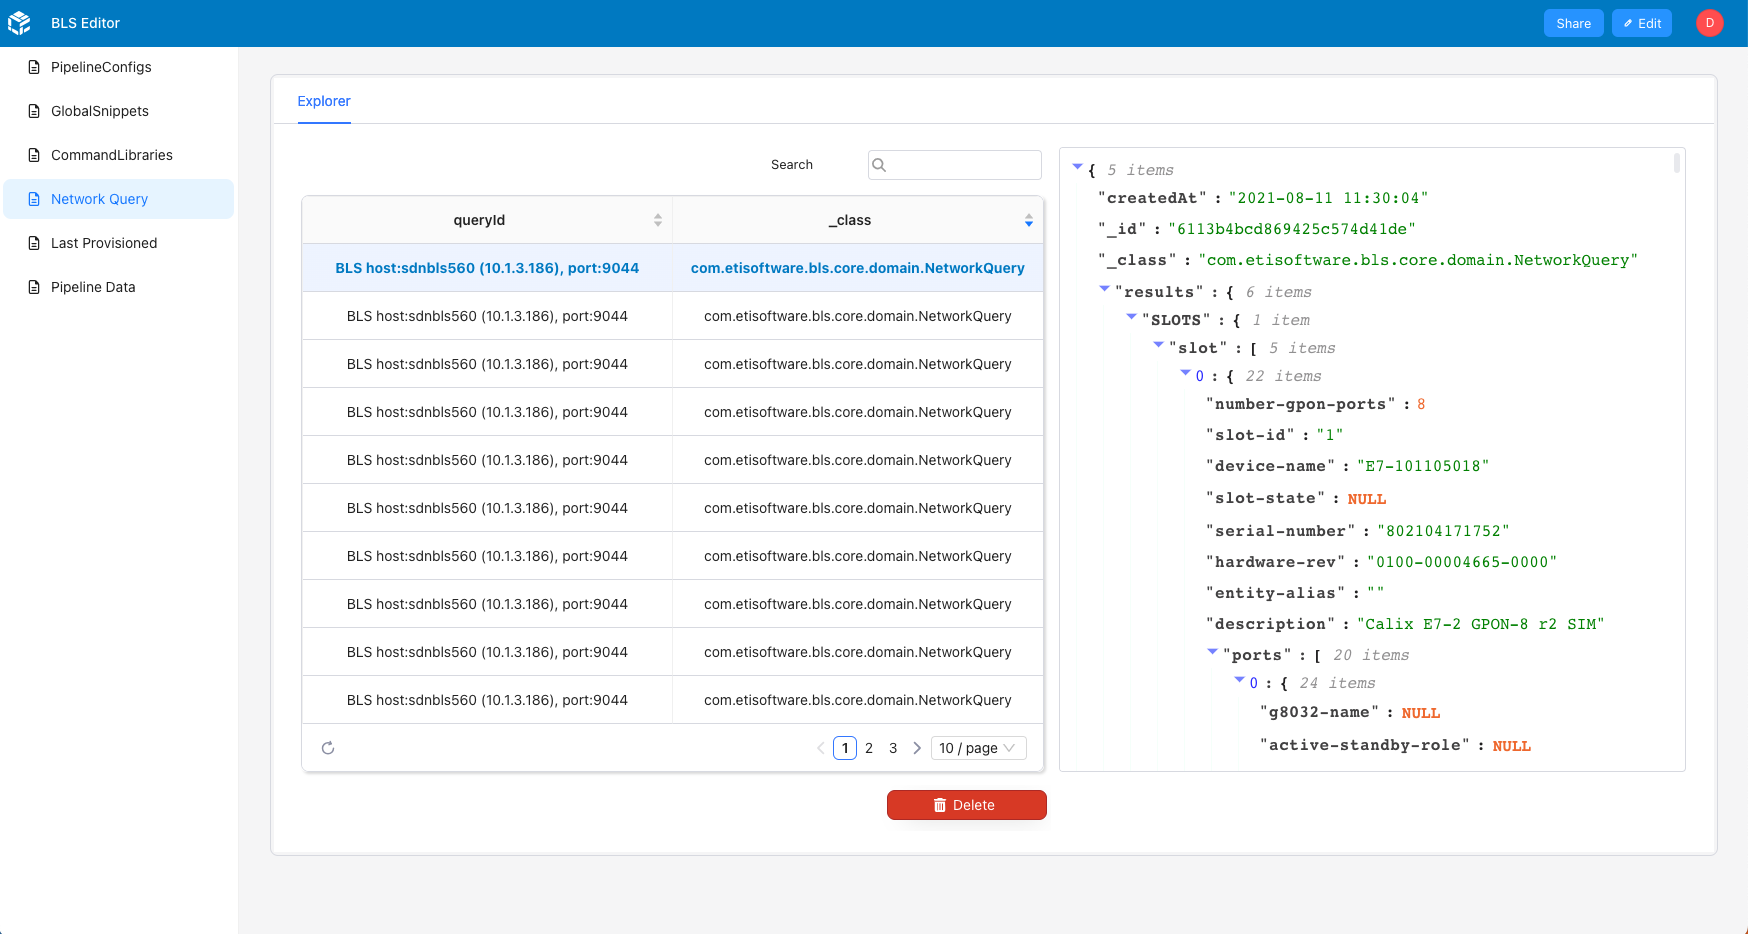 BLS Editor
Share
Edit
D
PipelineConfigs
GlobalSnippets
CommandLibraries
Network Query
Last Provisioned
Pipeline Data
Explorer
Search
queryId _class
BLS host:sdnbls560 (10.1.3.186), port:9044 com.etisoftware.bls.core.domain.NetworkQuery
BLS host:sdnbls560 (10.1.3.186), port:9044 com.etisoftware.bls.core.domain.NetworkQuery
BLS host:sdnbls560 (10.1.3.186), port:9044 com.etisoftware.bls.core.domain.NetworkQuery
BLS host:sdnbls560 (10.1.3.186), port:9044 com.etisoftware.bls.core.domain.NetworkQuery
BLS host:sdnbls560 (10.1.3.186), port:9044 com.etisoftware.bls.core.domain.NetworkQuery
BLS host:sdnbls560 (10.1.3.186), port:9044 com.etisoftware.bls.core.domain.NetworkQuery
BLS host:sdnbls560 (10.1.3.186), port:9044 com.etisoftware.bls.core.domain.NetworkQuery
BLS host:sdnbls560 (10.1.3.186), port:9044 com.etisoftware.bls.core.domain.NetworkQuery
BLS host:sdnbls560 (10.1.3.186), port:9044 com.etisoftware.bls.core.domain.NetworkQuery
BLS host:sdnbls560 (10.1.3.186), port:9044 com.etisoftware.bls.core.domain.NetworkQuery
1 2 3 10 / page
Delete
{ 5 items
"createdAt" : "2021-08-11 11:30:04"
"_id" : "6113b4bcd869425c574d41de"
"_class" : "com.etisoftware.bls.core.domain.NetworkQuery"
"results" : { 6 items
"SLOTS" : { 1 item
"slot" : [ 5 items
0 : { 22 items
"number-gpon-ports" : 8
"slot-id" : "1"
"device-name" : "E7-101105018"
"slot-state" : NULL
"serial-number" : "802104171752"
"hardware-rev" : "0100-00004665-0000"
"entity-alias" : ""
"description" : "Calix E7-2 GPON-8 r2 SIM"
"ports" : [ 20 items
0 : { 24 items
"g8032-name" : NULL
"active-standby-role" : NULL